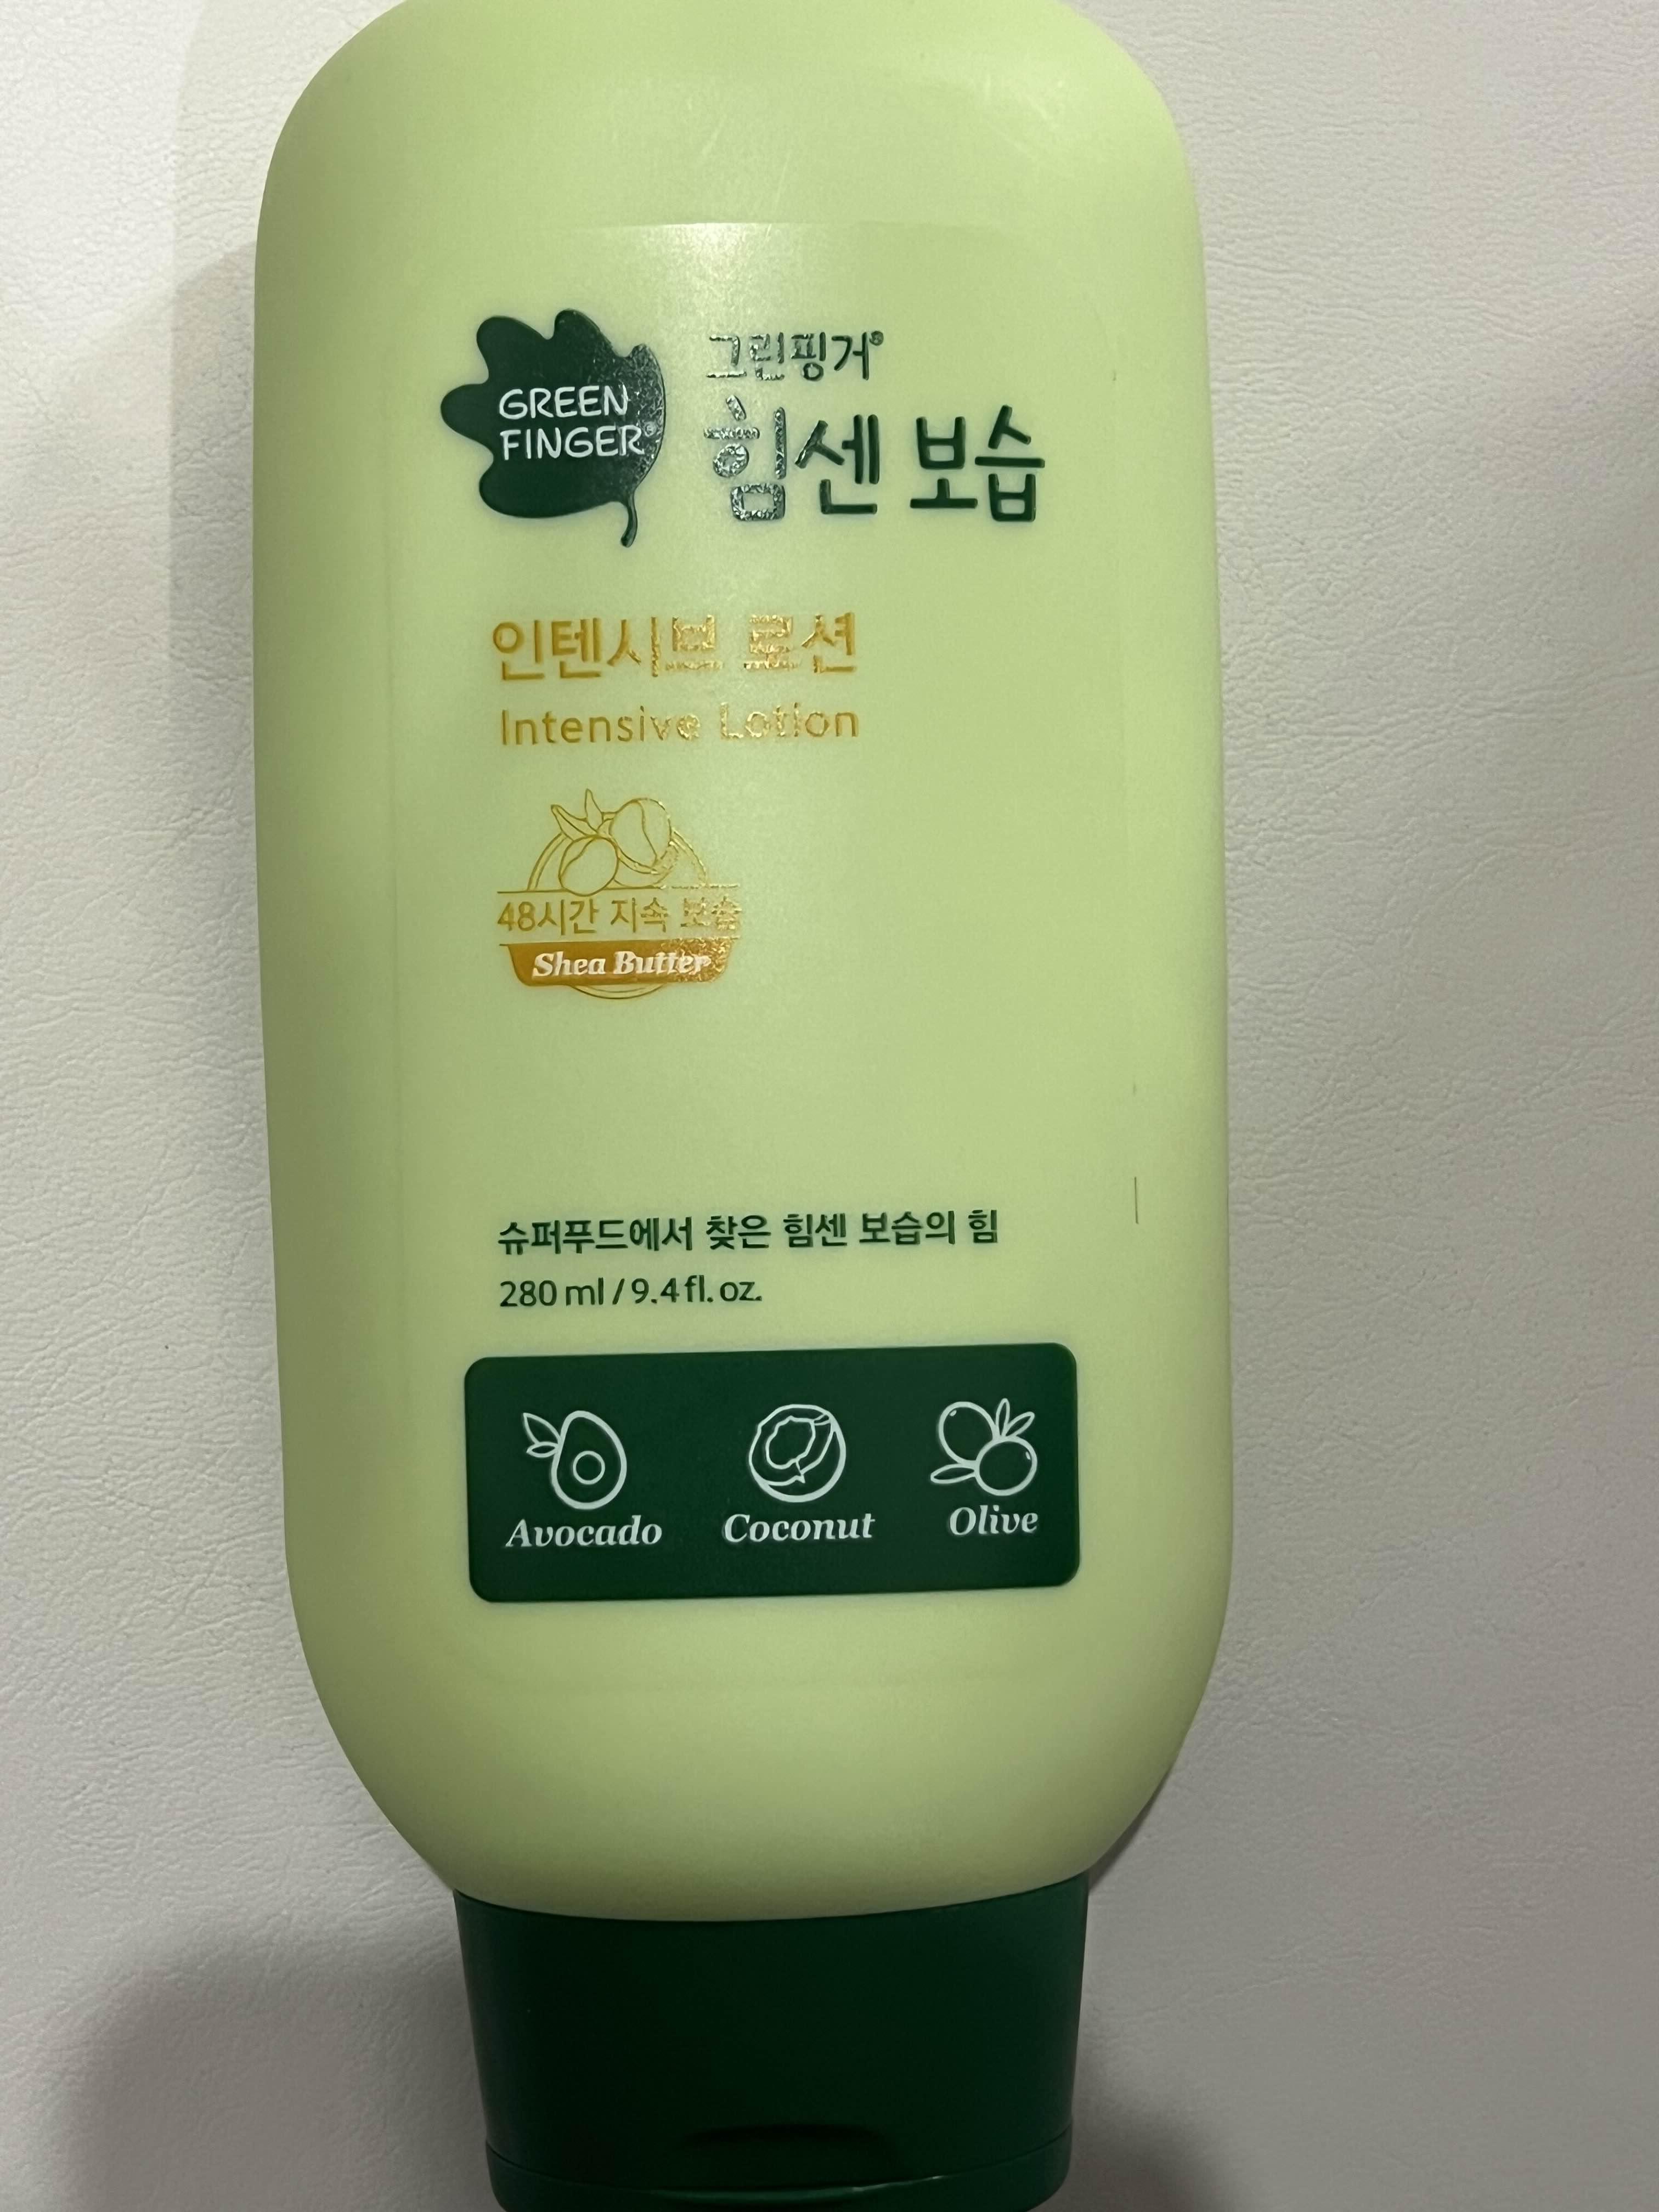 GREEN
FINGER®
그린핑거®
힘센 보습
인텐시브 로션
Intensive Lotion
48시간 지속 보습
Shea Butter
슈퍼푸드에서 찾은 힘센 보습의 힘
280 ml / 9.4 fl. oz.
Avocado Coconut Olive